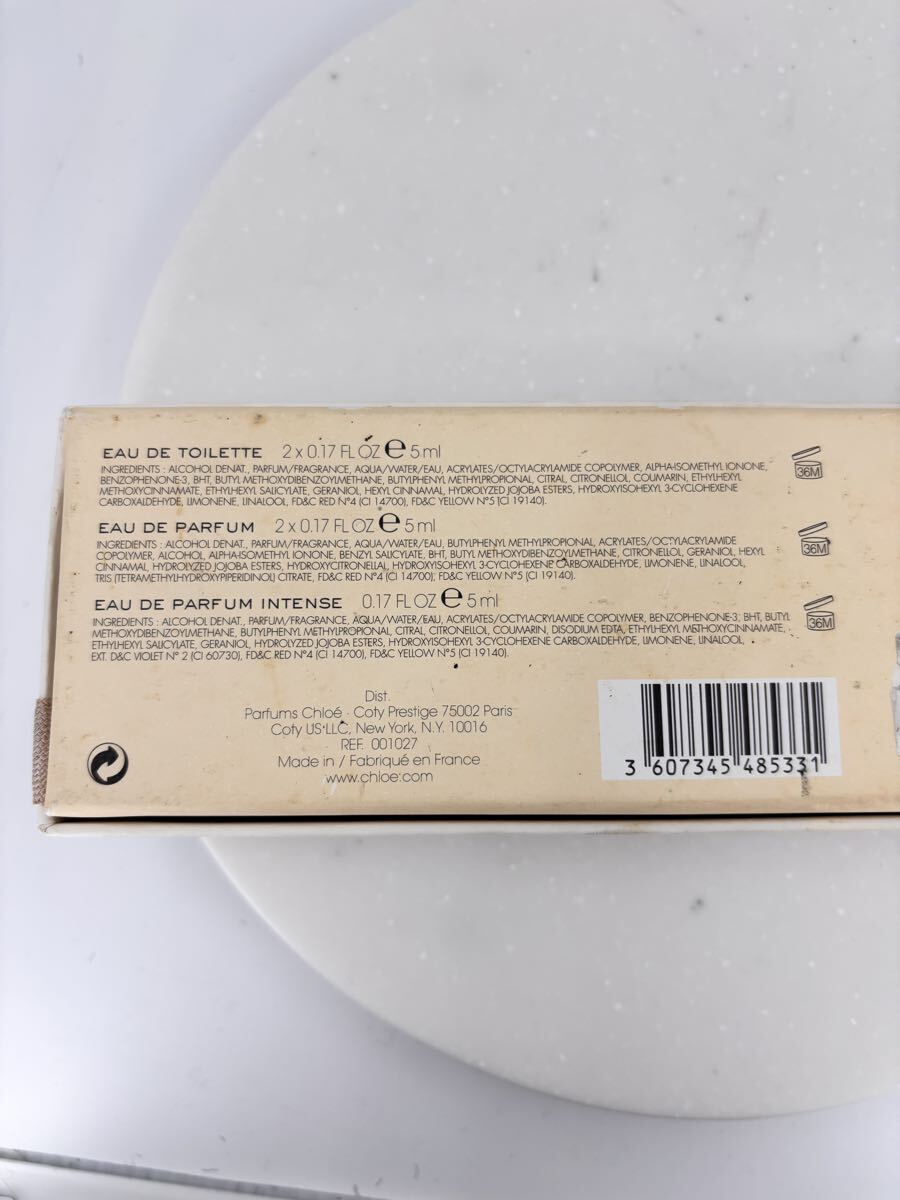 EAU DE TOILETTE 2 x 0.17 FL OZ e 5 ml
INGREDIENTS : ALCOHOL DENAT., PARFUM/FRAGRANCE, AQUA/WATER/EAU, ACRYLATES/OCTYLACRYLAMIDE COPOLYMER, ALPHA-ISOMETHYL IONONE,
BENZOPHENONE-3, BHT, BUTYL METHOXYDIBENZOYLMETHANE, BUTYLPHENYL METHYLPROPIONAL, CITRAL, CITRONELLOL, COUMARIN, ETHYLHEXYL
METHOXYCINNAMATE, ETHYLHEXYL SALICYLATE, GERANIOL, HEXYL CINNAMAL, HYDROLYZED JOJOBA ESTERS, HYDROXYISOHEXYL 3-CYCLOHEXENE
CARBOXALDEHYDE, LIMONENE, LINALOOL, FD&C RED N°4 (CI 14700), FD&C YELLOW N°5 (CI 19140).
36M
EAU DE PARFUM 2 x 0.17 FL OZ e 5 ml
INGREDIENTS : ALCOHOL DENAT., PARFUM/FRAGRANCE, AQUA/WATER/EAU, BUTYLPHENYL METHYLPROPIONAL, ACRYLATES/OCTYLACRYLAMIDE
COPOLYMER, ALCOHOL, ALPHA-ISOMETHYL IONONE, BENZYL SALICYLATE, BHT, BUTYL METHOXYDIBENZOYLMETHANE, CITRONELLOL, GERANIOL, HEXYL
CINNAMAL, HYDROLYZED JOJOBA ESTERS, HYDROXYCITRONELLAL, HYDROXYISOHEXYL 3-CYCLOHEXENE CARBOXALDEHYDE, LIMONENE, LINALOOL,
TRIS (TETRAMETHYLHYDROXYPIPERIDINOL) CITRATE, FD&C RED N°4 (CI 14700), FD&C YELLOW N°5 (CI 19140).
36M
EAU DE PARFUM INTENSE 0.17 FL OZ e 5 ml
INGREDIENTS : ALCOHOL DENAT., PARFUM/FRAGRANCE, AQUA/WATER/EAU, ACRYLATES/OCTYLACRYLAMIDE COPOLYMER, BENZOPHENONE-3, BHT, BUTYL
METHOXYDIBENZOYLMETHANE, BUTYLPHENYL METHYLPROPIONAL, CITRAL, CITRONELLOL, COUMARIN, DISODIUM EDTA, ETHYLHEXYL METHOXYCINNAMATE,
ETHYLHEXYL SALICYLATE, GERANIOL, HYDROLYZED JOJOBA ESTERS, HYDROXYISOHEXYL 3-CYCLOHEXENE CARBOXALDEHYDE, LIMONENE, LINALOOL,
EXT. D&C VIOLET N° 2 (CI 60730), FD&C RED N°4 (CI 14700), FD&C YELLOW N°5 (CI 19140).
36M
Dist.
Parfums Chloé - Coty Prestige 75002 Paris
Coty US LLC, New York, N.Y. 10016
REF. 001027
Made in / Fabriqué en France
www.chloe.com
3 607345 485331